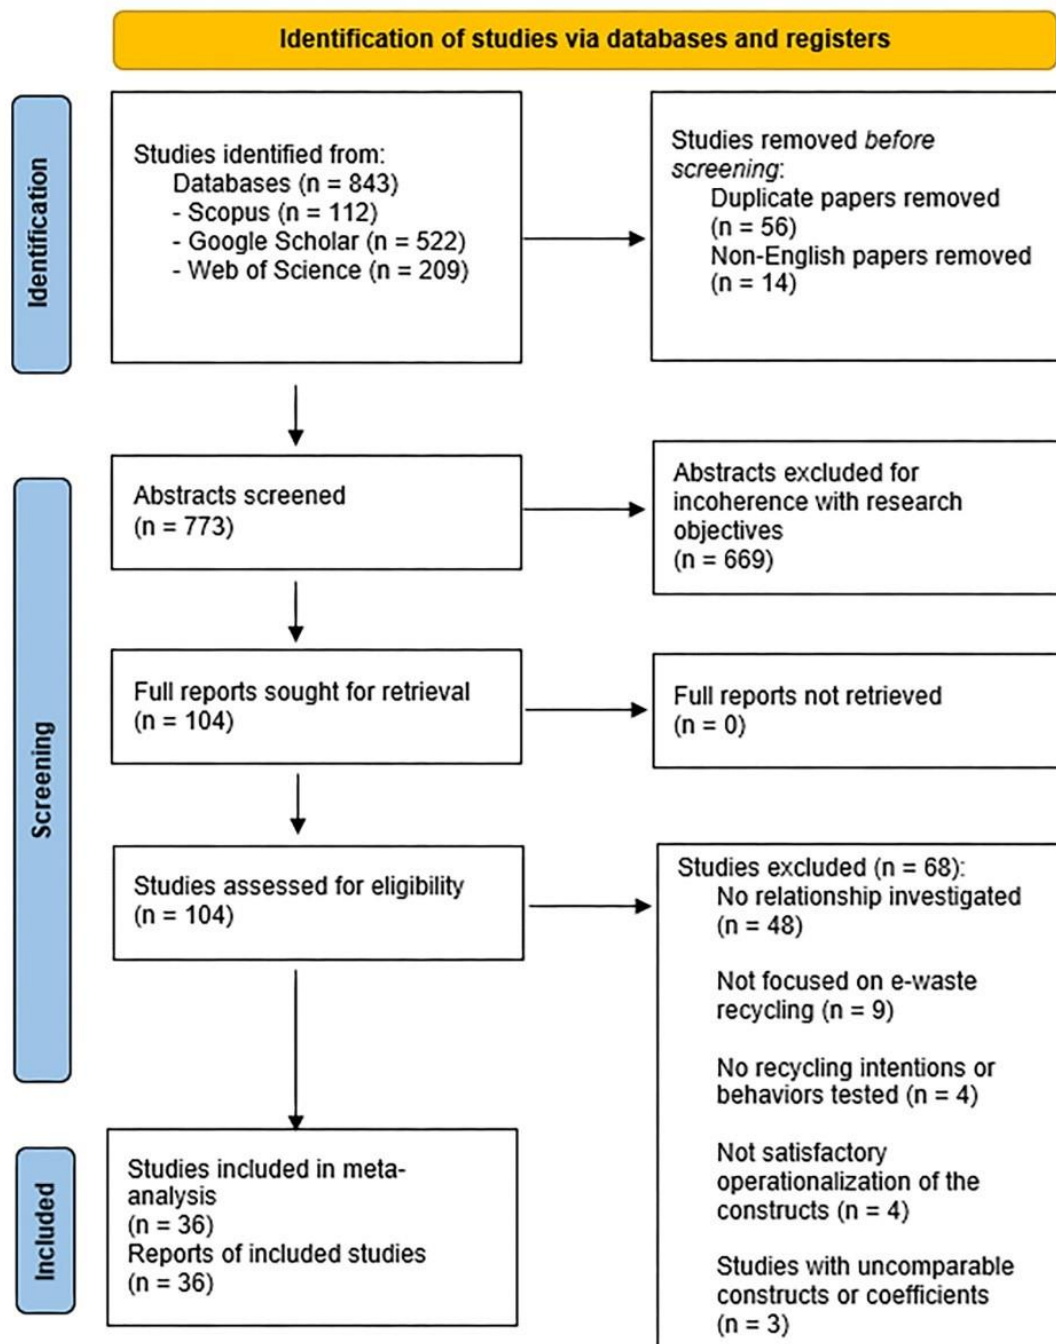 Identification of studies via databases and registers
Identification
Studies identified from:
Databases (n = 843)
- Scopus (n = 112)
- Google Scholar (n = 522)
- Web of Science (n = 209)
Studies removed before
screening:
Duplicate papers removed
(n = 56)
Non-English papers removed
(n = 14)
Screening
Abstracts screened
(n = 773)
Abstracts excluded for
incoherence with research
objectives
(n = 669)
Full reports sought for retrieval
(n = 104)
Full reports not retrieved
(n = 0)
Studies assessed for eligibility
(n = 104)
Studies excluded (n = 68):
No relationship investigated
(n = 48)
Not focused on e-waste
recycling (n = 9)
No recycling intentions or
behaviors tested (n = 4)
Not satisfactory
operationalization of the
constructs (n = 4)
Studies with uncomparable
constructs or coefficients
(n = 3)
Included
Studies included in meta-
analysis
(n = 36)
Reports of included studies
(n = 36)